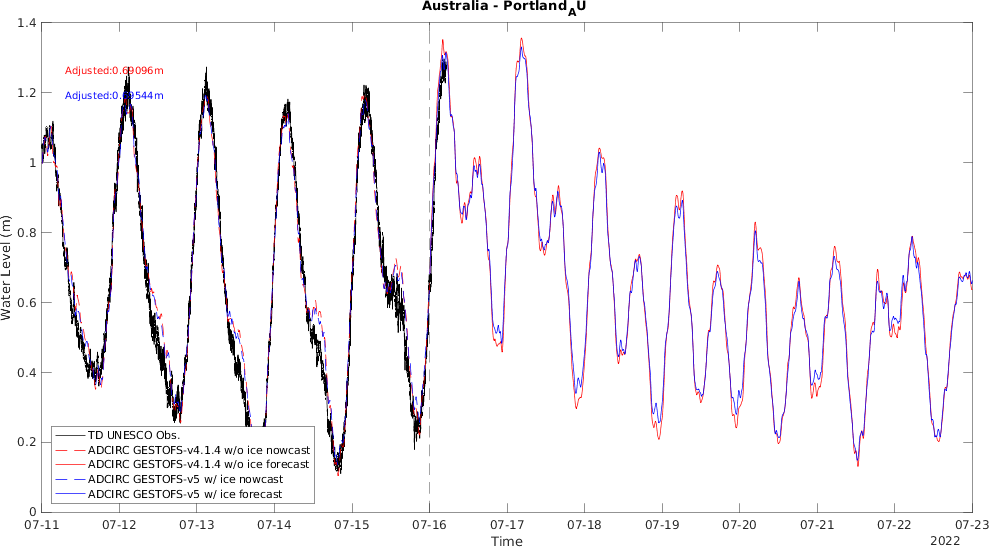 Australia - Portland_AU
1.4
1.2
1
0.8
0.6
0.4
0.2
0
Water Level (m)
Adjusted:0.69096m
Adjusted:0.69544m
TD UNESCO Obs.
ADCIRC GESTOFS-v4.1.4 w/o ice nowcast
ADCIRC GESTOFS-v4.1.4 w/o ice forecast
ADCIRC GESTOFS-v5 w/ ice nowcast
ADCIRC GESTOFS-v5 w/ ice forecast
07-11 07-12 07-13 07-14 07-15 07-16 07-17 07-18 07-19 07-20 07-21 07-22 07-23
Time
2022